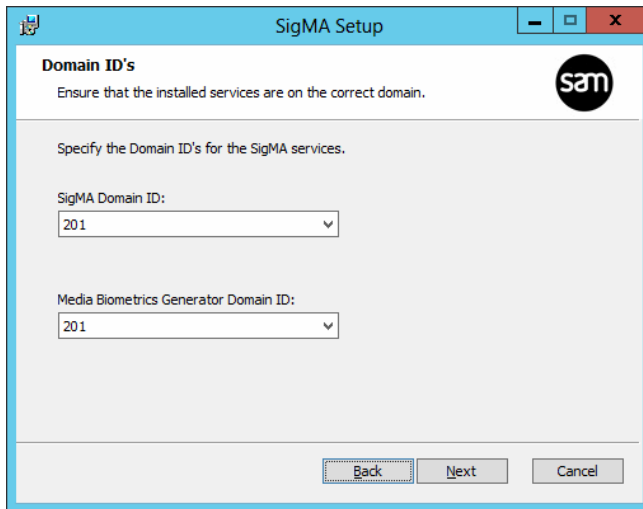 SigMA Setup
Domain ID's
Ensure that the installed services are on the correct domain.
sam
Specify the Domain ID's for the SigMA services.
SigMA Domain ID:
201
Media Biometrics Generator Domain ID:
201
Back Next Cancel